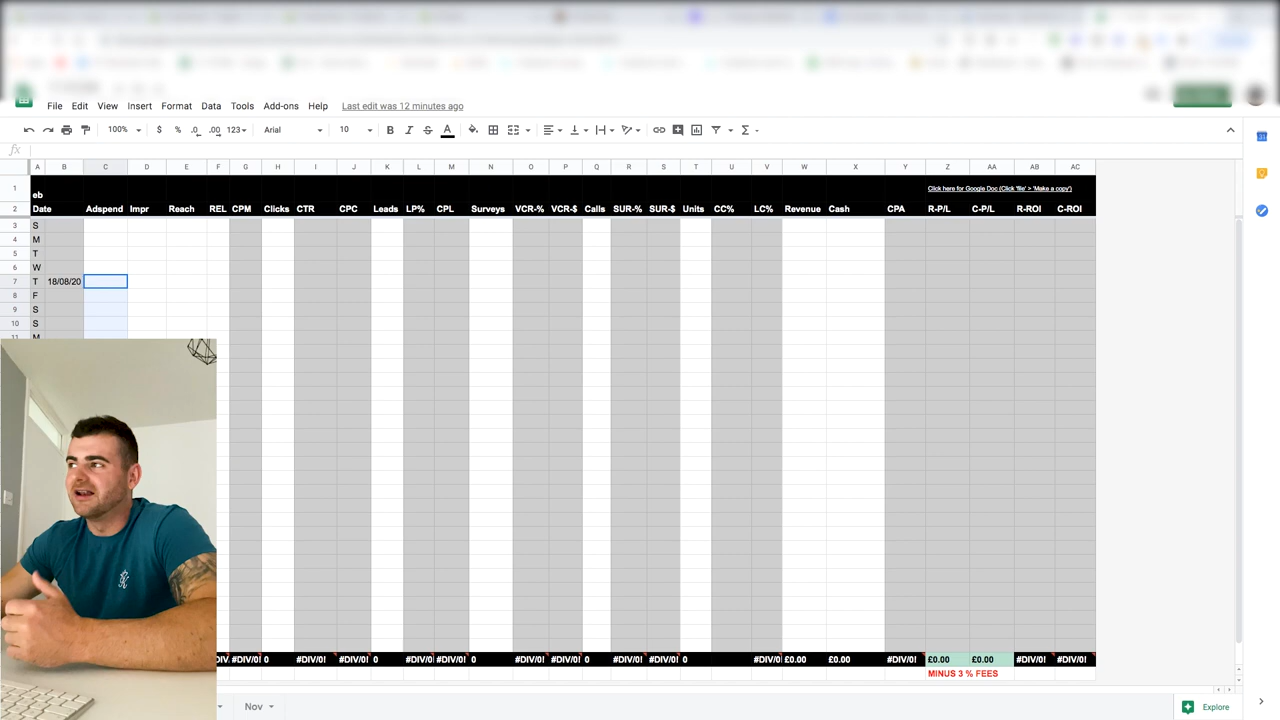 File Edit View Insert Format Data Tools Add-ons Help Last edit was 12 minutes ago
100% $ % .0 .00 123 Arial 10 B I S A
fx
A B C D E F G H I J K L M N O P Q R S T U V W X Y Z AA AB AC
1 eb Click here for Google Doc (Click 'file' > 'Make a copy')
2 Date Adspend Impr Reach REL CPM Clicks CTR CPC Leads LP% CPL Surveys VCR-% VCR-$ Calls SUR-% SUR-$ Units CC% LC% Revenue Cash CPA R-P/L C-P/L R-ROI C-ROI
3 S
4 M
5 T
6 W
7 T 18/08/20
8 F
9 S
10 S
11 M
#DIV/0! 0 #DIV/0! #DIV/0! 0 #DIV/0! #DIV/0! 0 #DIV/0! #DIV/0! 0 #DIV/0! #DIV/0! 0 #DIV/0! £0.00 £0.00 #DIV/0! £0.00 £0.00 #DIV/0! #DIV/0!
MINUS 3 % FEES
Nov Explore